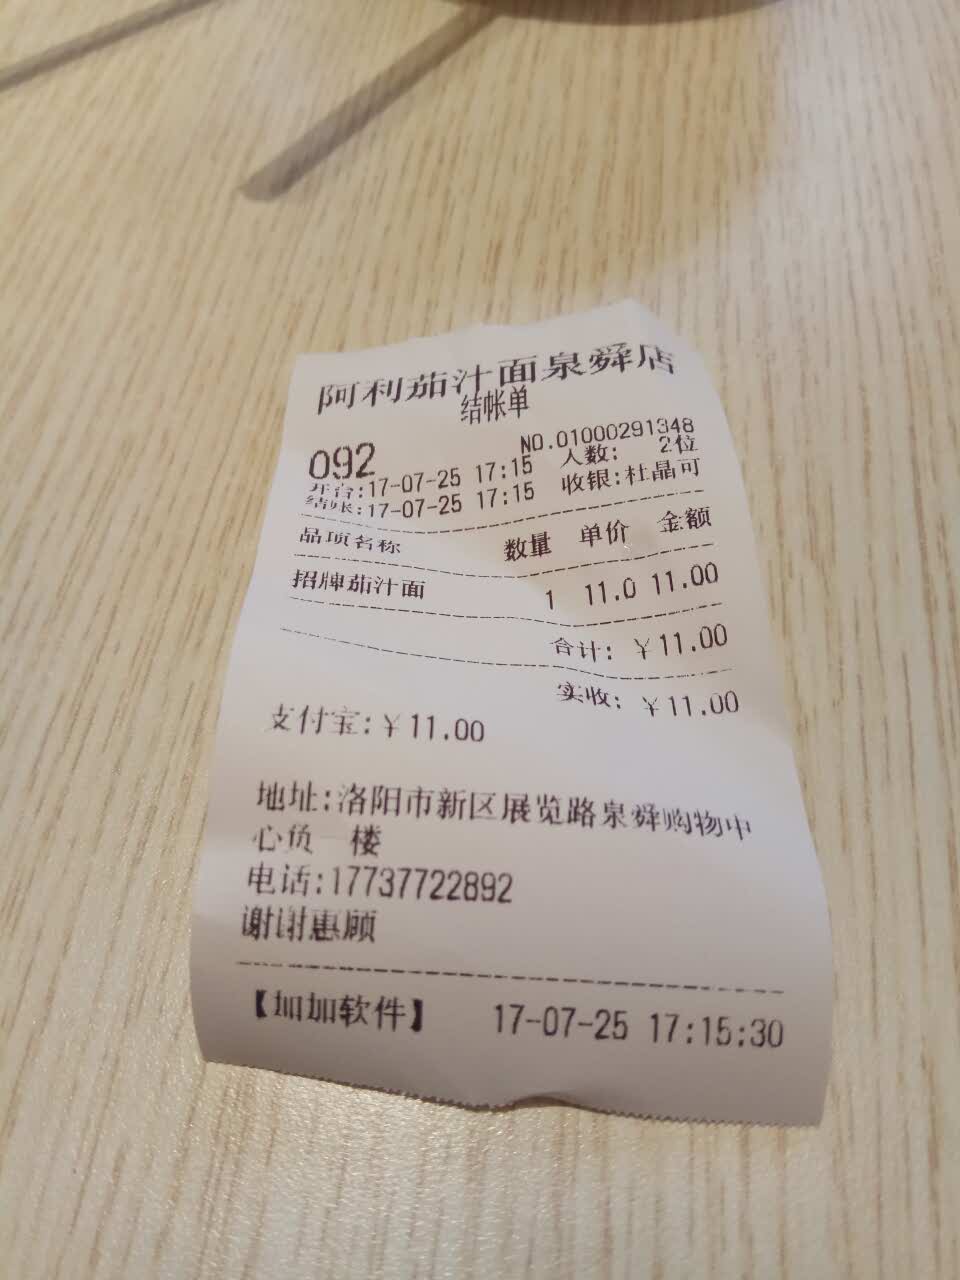 阿利茄汁面泉舜店
结帐单
NO.01000291348
092
开台:17-07-25 17:15 人数: 2位
结账:17-07-25 17:15 收银:杜晶可
品项名称 数量 单价 金额
招牌茄汁面 1 11.0 11.00
合计: ￥11.00
实收: ￥11.00
支付宝:￥11.00
地址:洛阳市新区展览路泉舜购物中
心负一楼
电话:17737722892
谢谢惠顾
【加加软件】 17-07-25 17:15:30